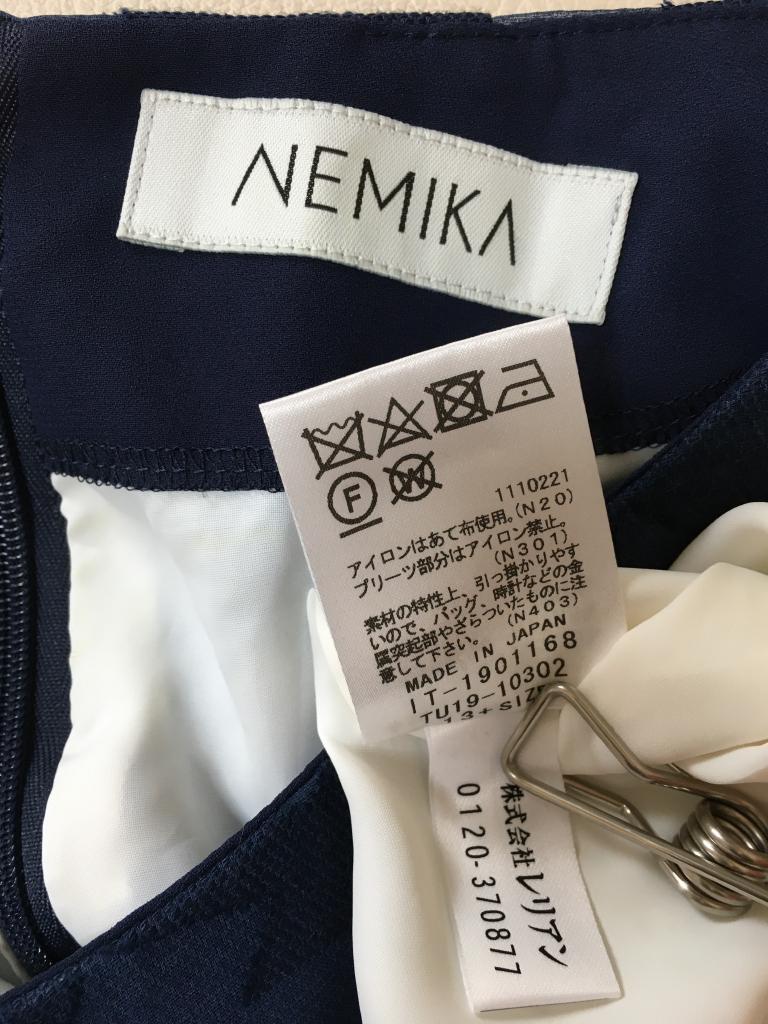 NEMIKA
F
W
1110221
アイロンはあて布使用。(N20)
プリーツ部分はアイロン禁止。
(N301)
素材の特性上、引っ掛かりやす
いので、バッグ、時計などの金
属突起部やざらついたものに注
意して下さい。 (N403)
MADE IN JAPAN
IT-1901168
TU19-10302
13+SIZE
株式会社レリアン
0120-370877